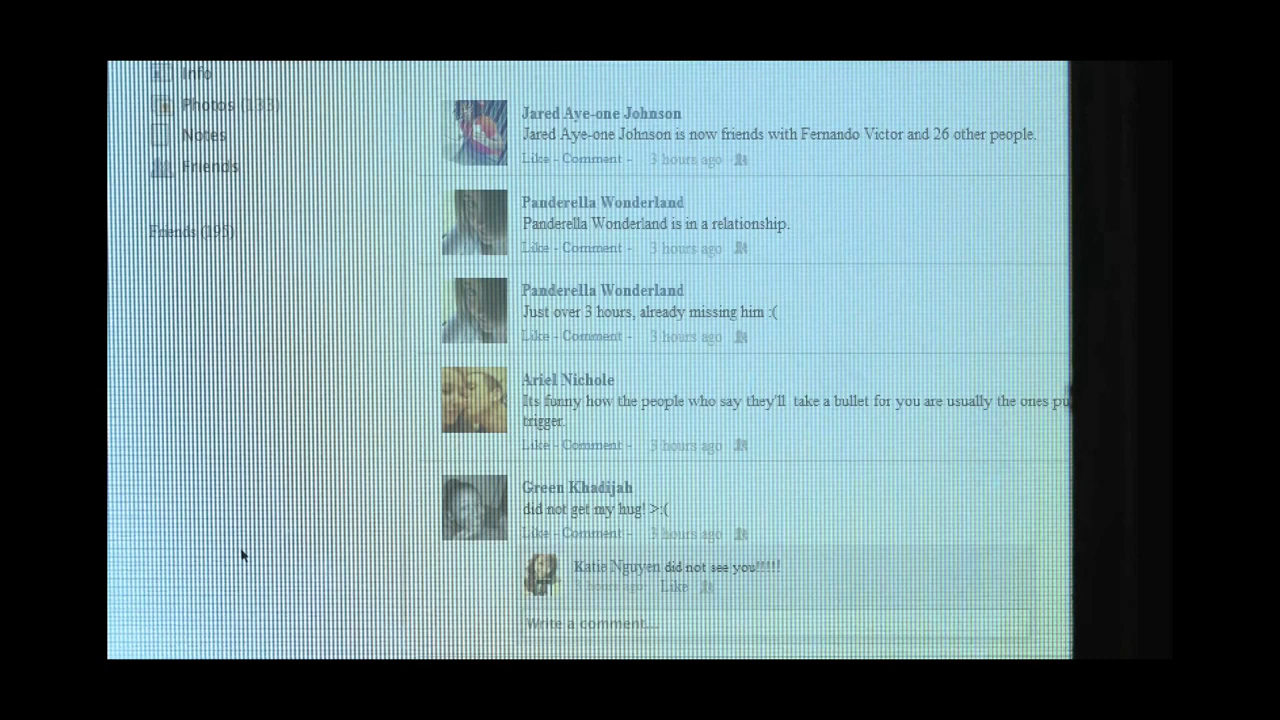 Info
Photos (133)
Notes
Friends
Friends (195)
Jared Aye-one Johnson
Jared Aye-one Johnson is now friends with Fernando Victor and 26 other people.
Like - Comment - 3 hours ago
Panderella Wonderland
Panderella Wonderland is in a relationship.
Like - Comment - 3 hours ago
Panderella Wonderland
Just over 3 hours, already missing him :(
Like - Comment - 3 hours ago
Ariel Nichole
Its funny how the people who say they'll take a bullet for you are usually the ones pu
trigger.
Like - Comment - 3 hours ago
Green Khadijah
did not get my hug! >:(
Like - Comment - 3 hours ago
Katie Nguyen did not see you!!!!!
3 hours ago Like
Write a comment...